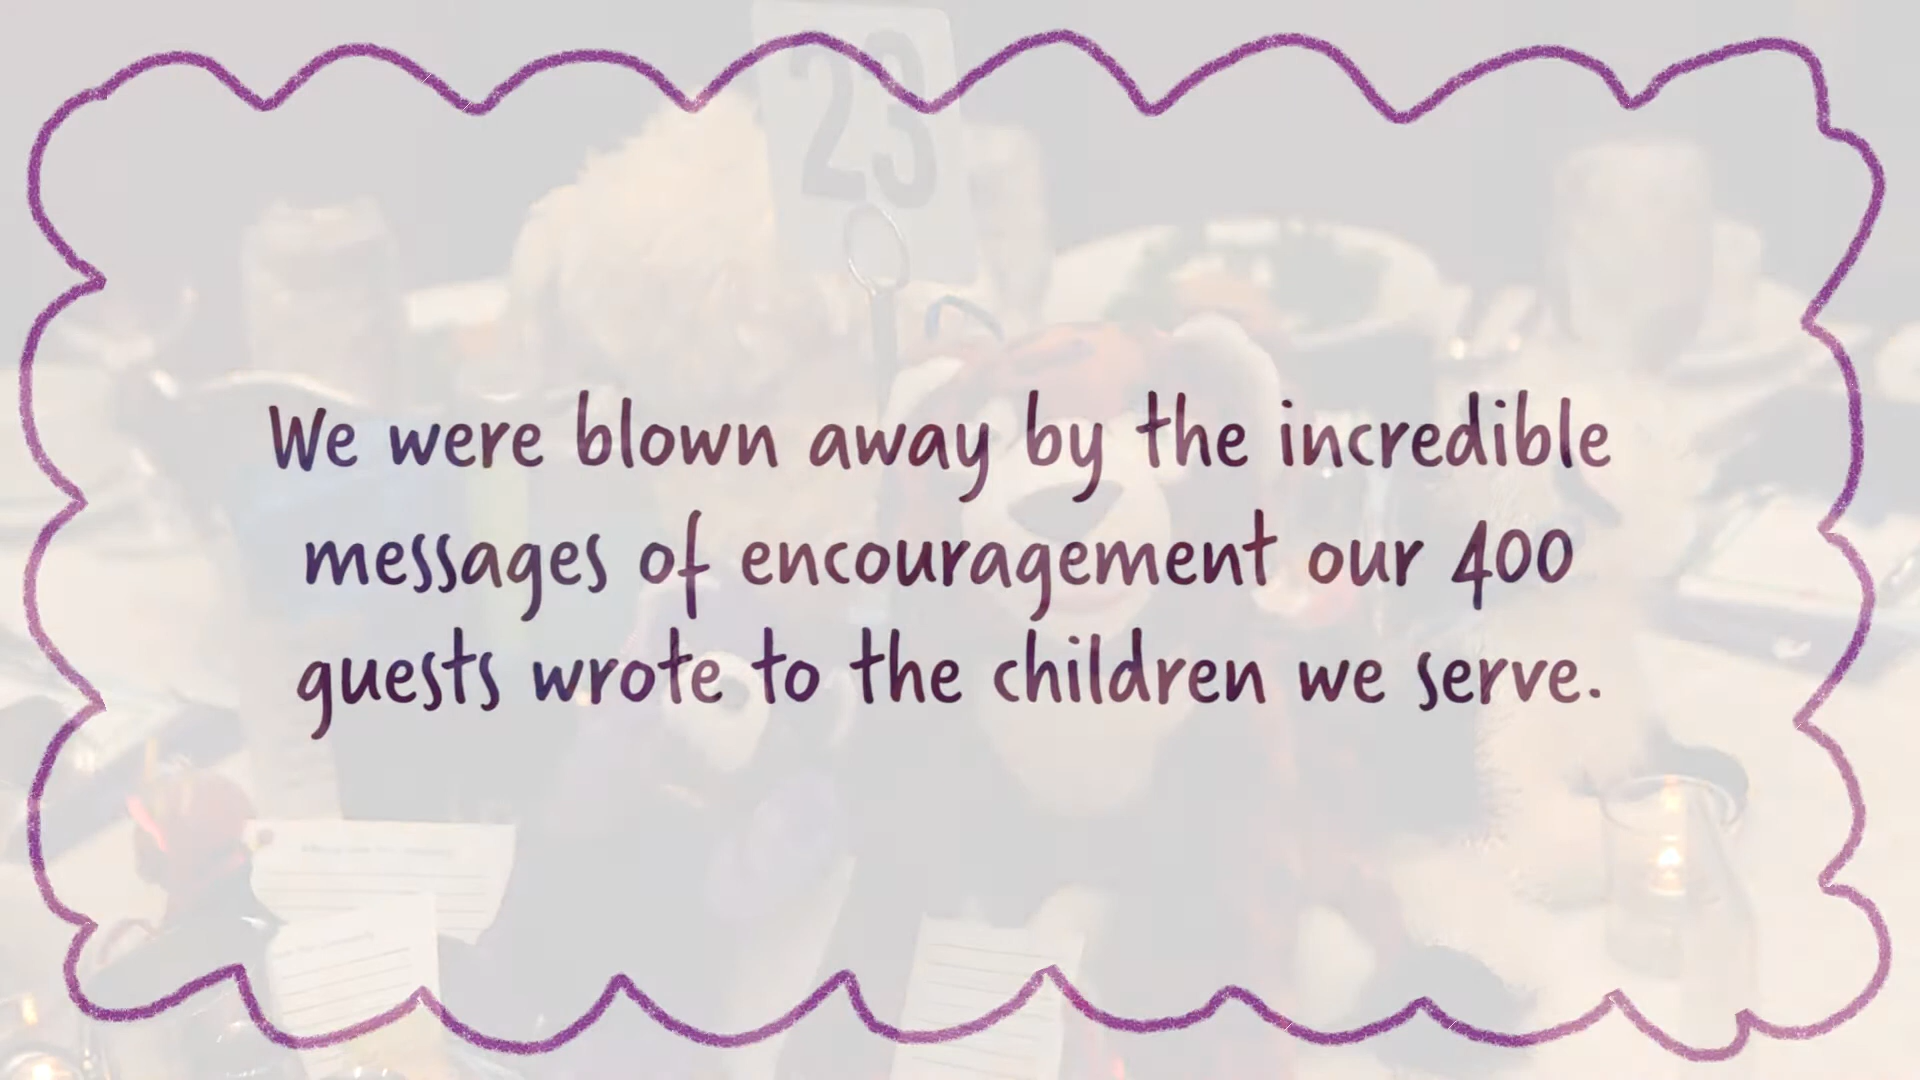 23
We were blown away by the incredible
messages of encouragement our 400
guests wrote to the children we serve.